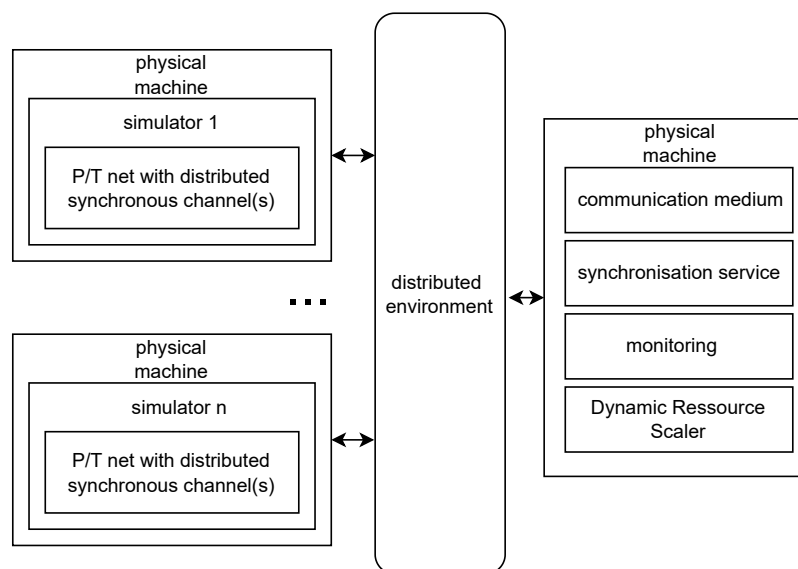 physical
machine
simulator 1
P/T net with distributed
synchronous channel(s)
...
physical
machine
simulator n
P/T net with distributed
synchronous channel(s)
distributed
environment
physical
machine
communication medium
synchronisation service
monitoring
Dynamic Ressource
Scaler